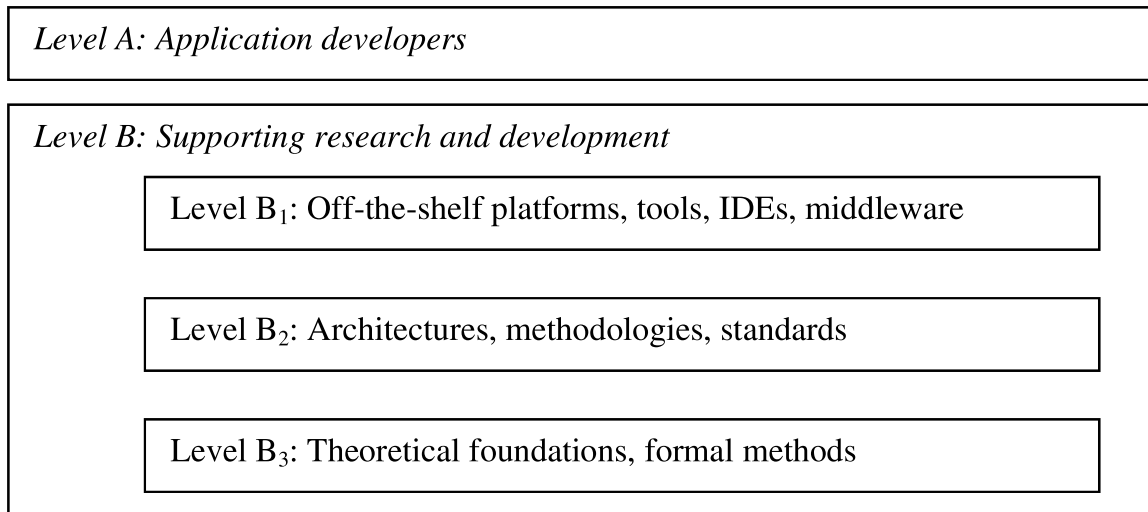 Level A: Application developers
Level B: Supporting research and development
Level B₁: Off-the-shelf platforms, tools, IDEs, middleware
Level B₂: Architectures, methodologies, standards
Level B₃: Theoretical foundations, formal methods